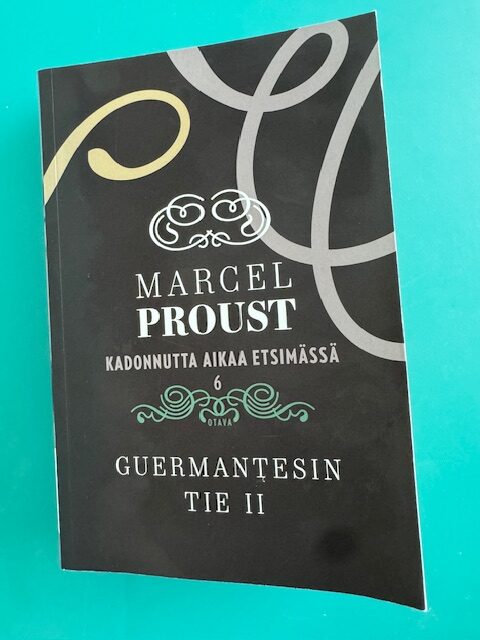 MARCEL
PROUST
KADONNUTTA AIKAA ETSIMÄSSÄ
6
OTAVA
GUERMANTESIN
TIE II